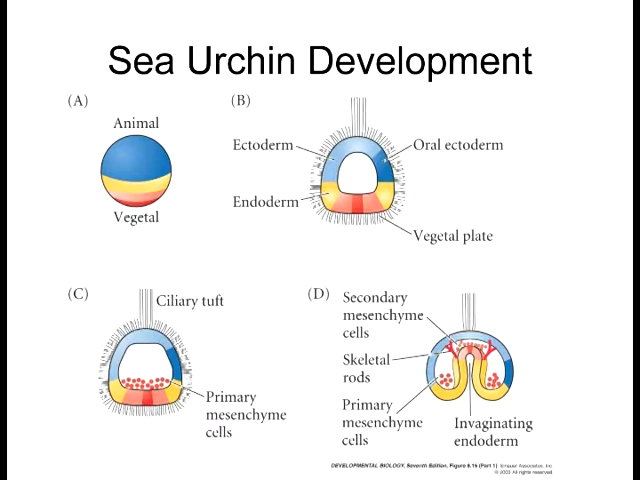 Sea Urchin Development
(A)
Animal
Vegetal
(B)
Ectoderm
Oral ectoderm
Endoderm
Vegetal plate
(C)
Ciliary tuft
Primary
mesenchyme
cells
(D)
Secondary
mesenchyme
cells
Skeletal
rods
Primary
mesenchyme
cells
Invaginating
endoderm
DEVELOPMENTAL BIOLOGY, Seventh Edition, Figure 8.16 (Part 1) Sinauer Associates, Inc
© 2003 All rights reserved